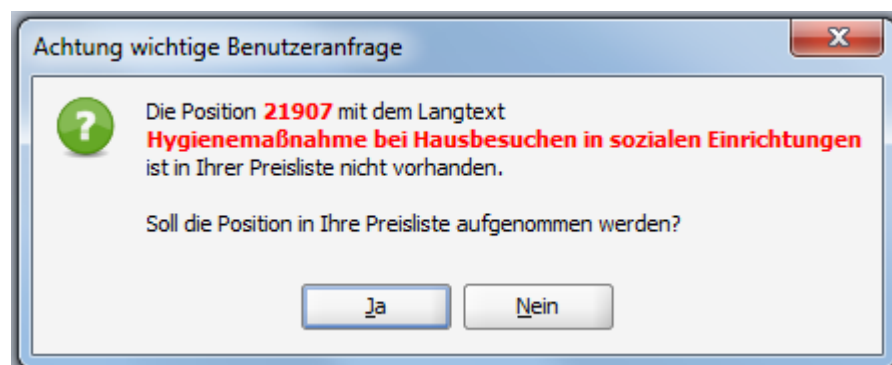 Achtung wichtige Benutzeranfrage
Die Position 21907 mit dem Langtext
Hygienemaßnahme bei Hausbesuchen in sozialen Einrichtungen
ist in Ihrer Preisliste nicht vorhanden.
Soll die Position in Ihre Preisliste aufgenommen werden?
Ja
Nein